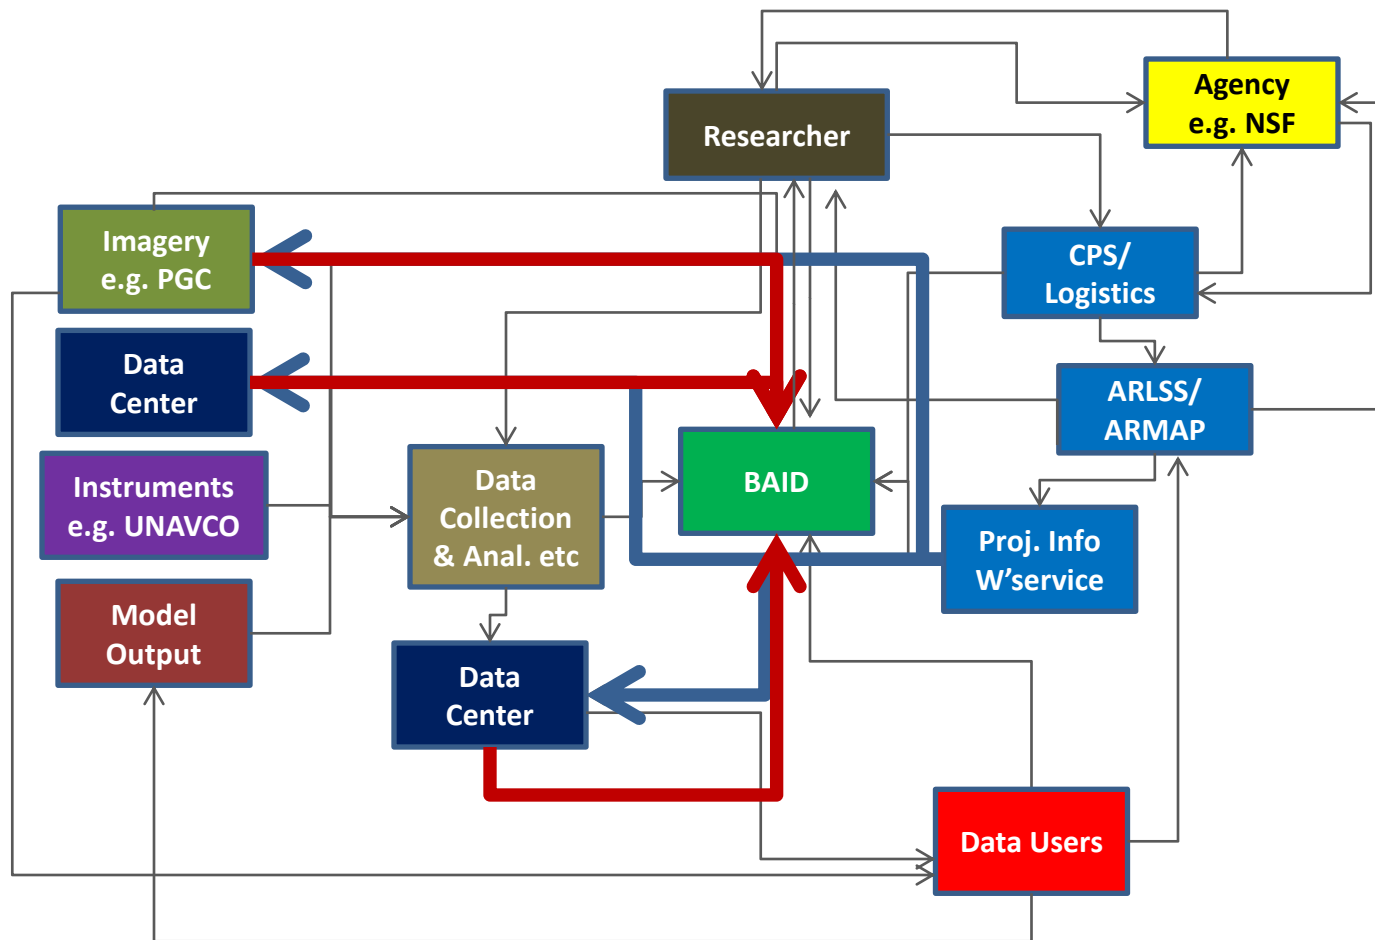 Agency
e.g. NSF
Researcher
Imagery
e.g. PGC
CPS/
Logistics
Data
Center
ARLSS/
ARMAP
Instruments
e.g. UNAVCO
Data
Collection
& Anal. etc
BAID
Proj. Info
W’service
Model
Output
Data
Center
Data Users